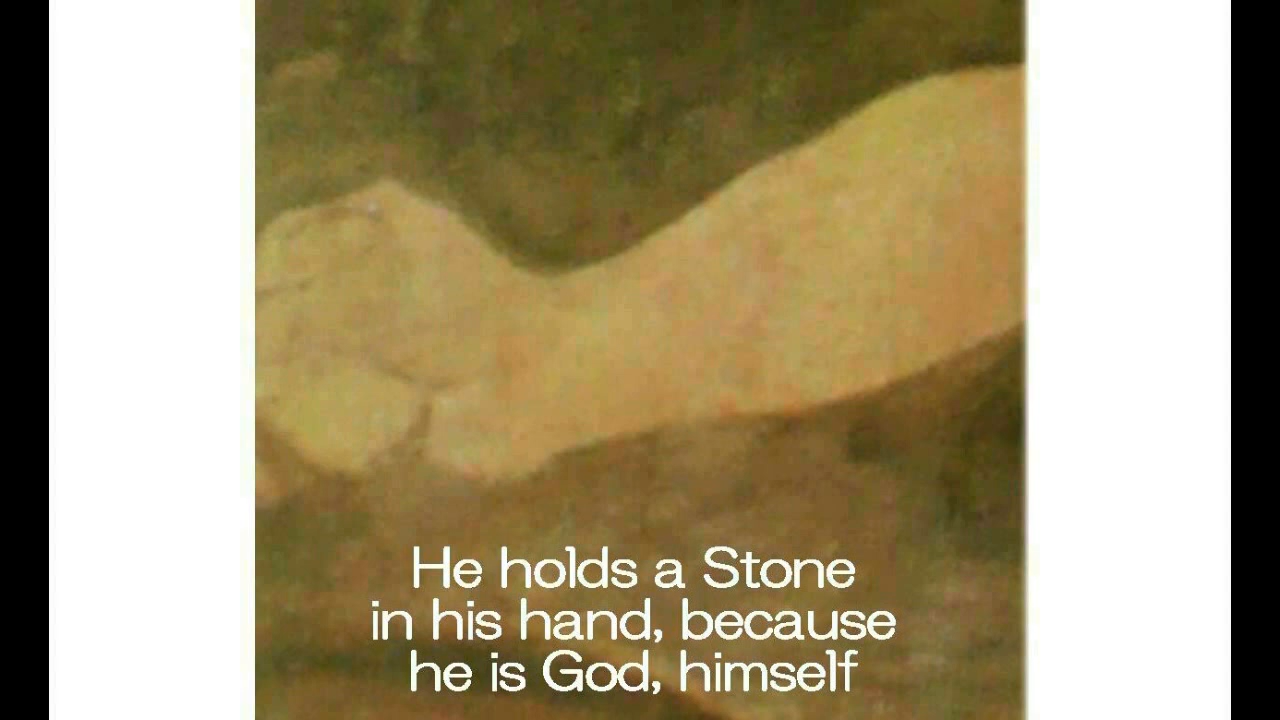 He holds a Stone
in his hand, because
he is God, himself